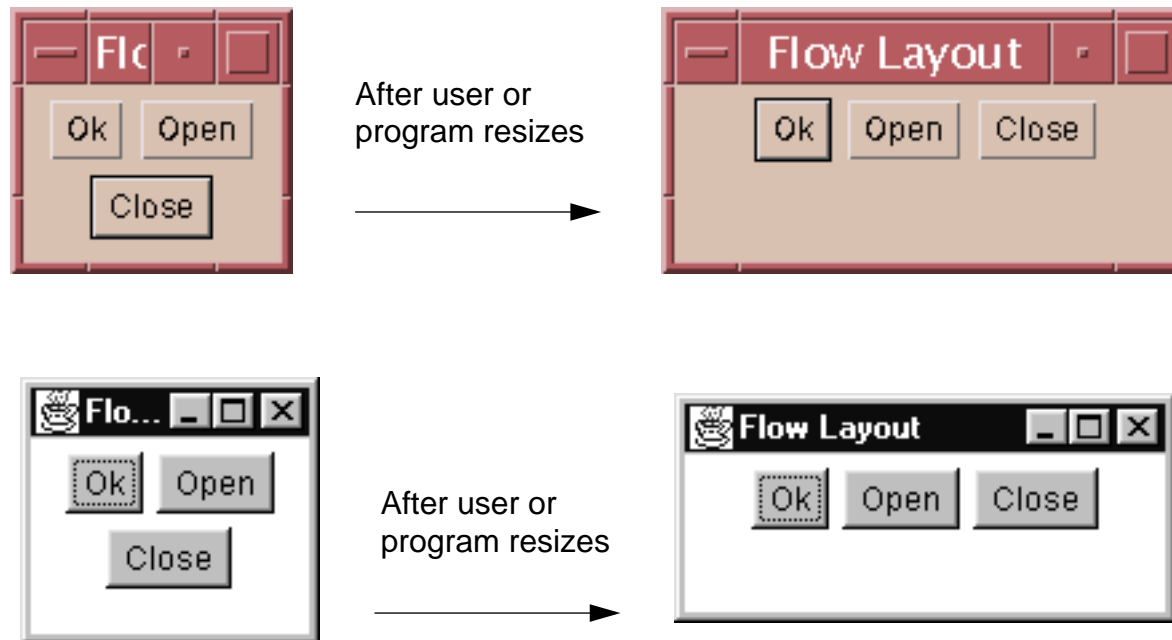 Flo
Ok Open
Close
After user or
program resizes
Flow Layout
Ok Open Close
Flo...
Ok Open
Close
After user or
program resizes
Flow Layout
Ok Open Close